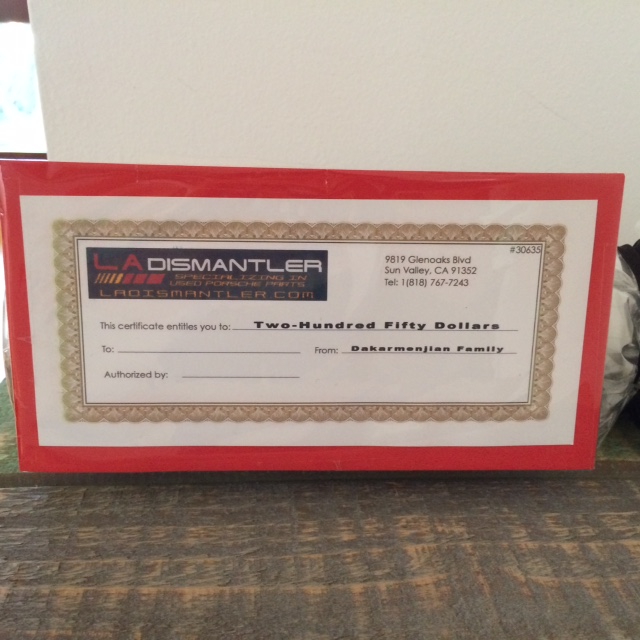 #30635
LA DISMANTLER
SPECIALIZING IN
USED PORSCHE PARTS
LADISMANTLER.COM
9819 Glenoaks Blvd
Sun Valley, CA 91352
Tel: 1(818) 767-7243
This certificate entitles you to: Two-Hundred Fifty Dollars
To: From: Dakarmenjian Family
Authorized by: